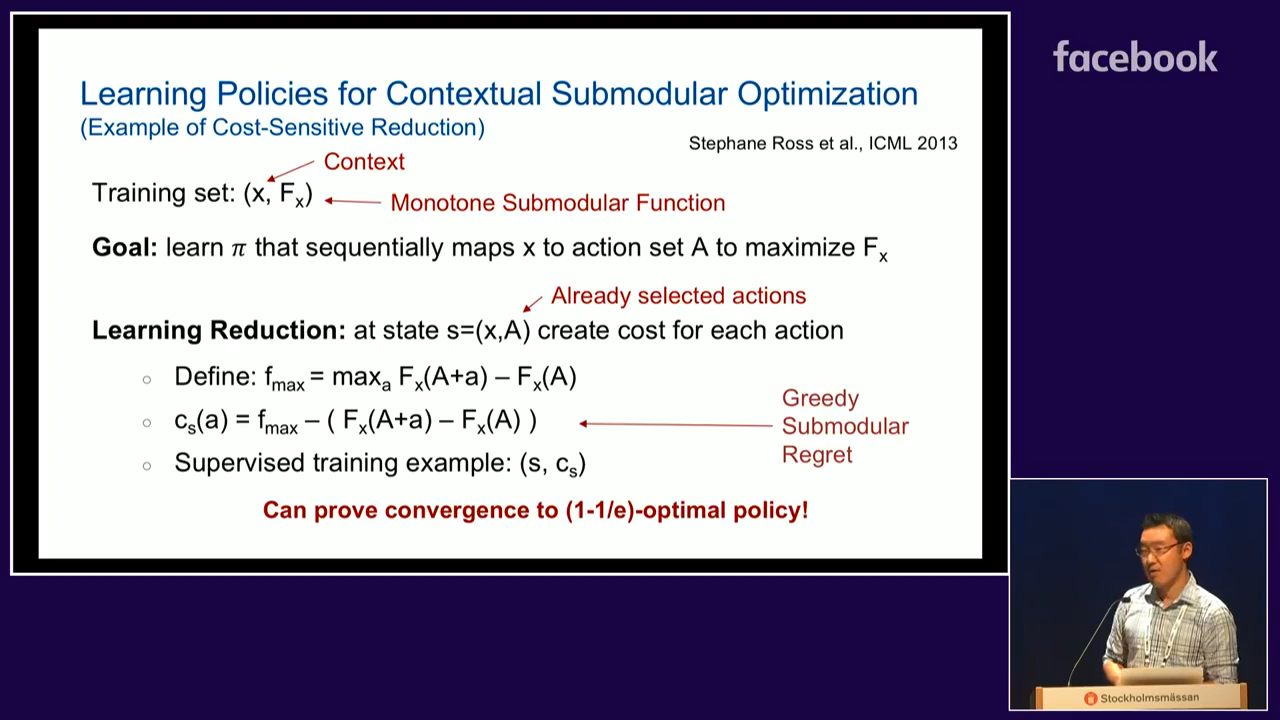 facebook
Learning Policies for Contextual Submodular Optimization
(Example of Cost-Sensitive Reduction)
Stephane Ross et al., ICML 2013
Context
Training set: (x, Fx)
Monotone Submodular Function
Goal: learn π that sequentially maps x to action set A to maximize Fx
Already selected actions
Learning Reduction: at state s=(x,A) create cost for each action
○ Define: fmax = maxa Fx(A+a) – Fx(A)
○ cs(a) = fmax – ( Fx(A+a) – Fx(A) )
Greedy
Submodular
Regret
○ Supervised training example: (s, cs)
Can prove convergence to (1-1/e)-optimal policy!
Stockholmsmässan